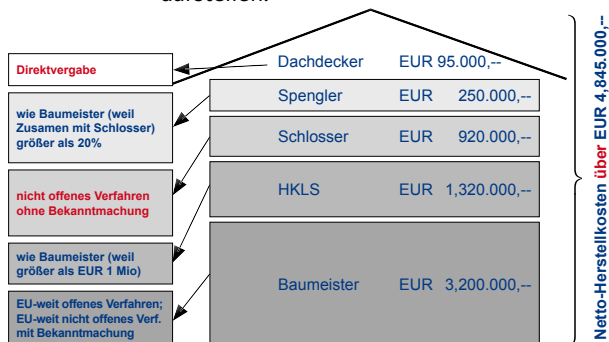 Direktvergabe
Dachdecker EUR 95.000,--
wie Baumeister (weil
Zusamen mit Schlosser)
größer als 20%
Spengler EUR 250.000,--
Schlosser EUR 920.000,--
nicht offenes Verfahren
ohne Bekanntmachung
HKLS EUR 1,320.000,--
wie Baumeister (weil
größer als EUR 1 Mio)
Baumeister EUR 3,200.000,--
EU-weit offenes Verfahren;
EU-weit nicht offenes Verf.
mit Bekanntmachung
Netto-Herstellkosten über EUR 4,845.000,--